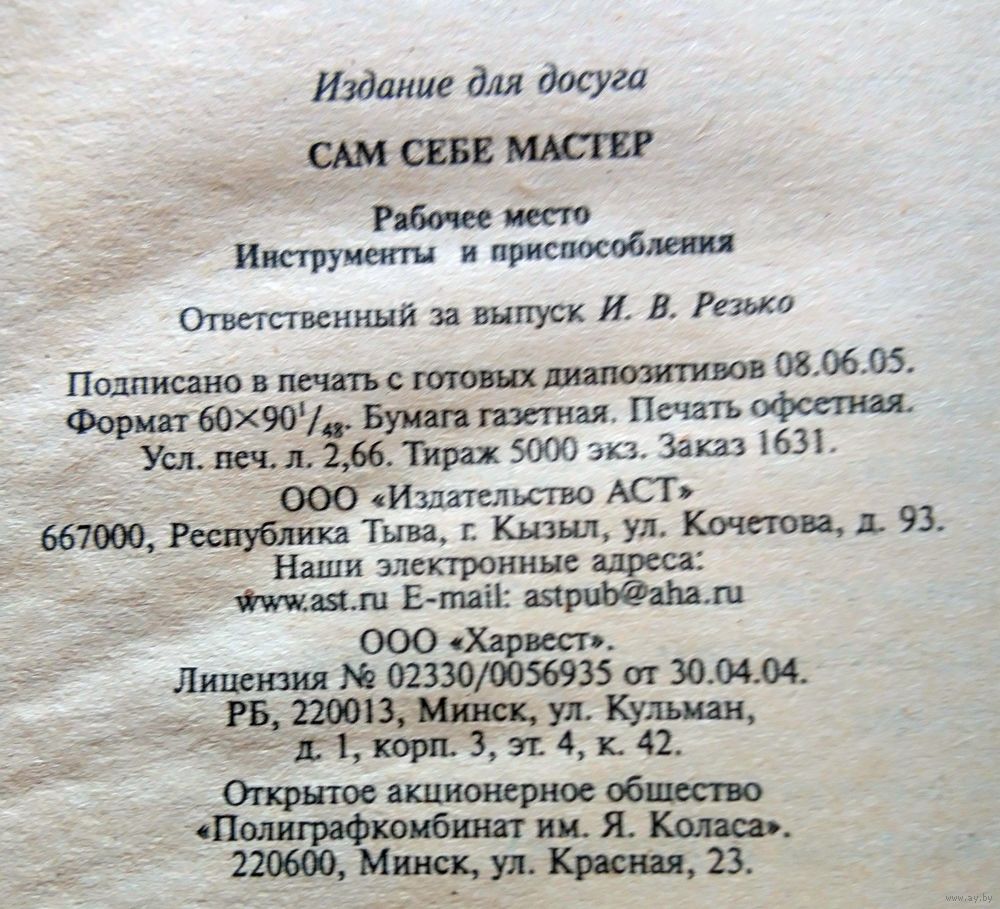 Издание для досуга
САМ СЕБЕ МАСТЕР
Рабочее место
Инструменты и приспособления
Ответственный за выпуск И. В. Резько
Подписано в печать с готовых диапозитивов 08.06.05.
Формат 60×90¹/₄₈. Бумага газетная. Печать офсетная.
Усл. печ. л. 2,66. Тираж 5000 экз. Заказ 1631.
ООО «Издательство АСТ»
667000, Республика Тыва, г. Кызыл, ул. Кочетова, д. 93.
Наши электронные адреса:
www.ast.ru E-mail: astpub@aha.ru
ООО «Харвест».
Лицензия № 02330/0056935 от 30.04.04.
РБ, 220013, Минск, ул. Кульман,
д. 1, корп. 3, эт. 4, к. 42.
Открытое акционерное общество
«Полиграфкомбинат им. Я. Коласа».
220600, Минск, ул. Красная, 23.
www.ay.by